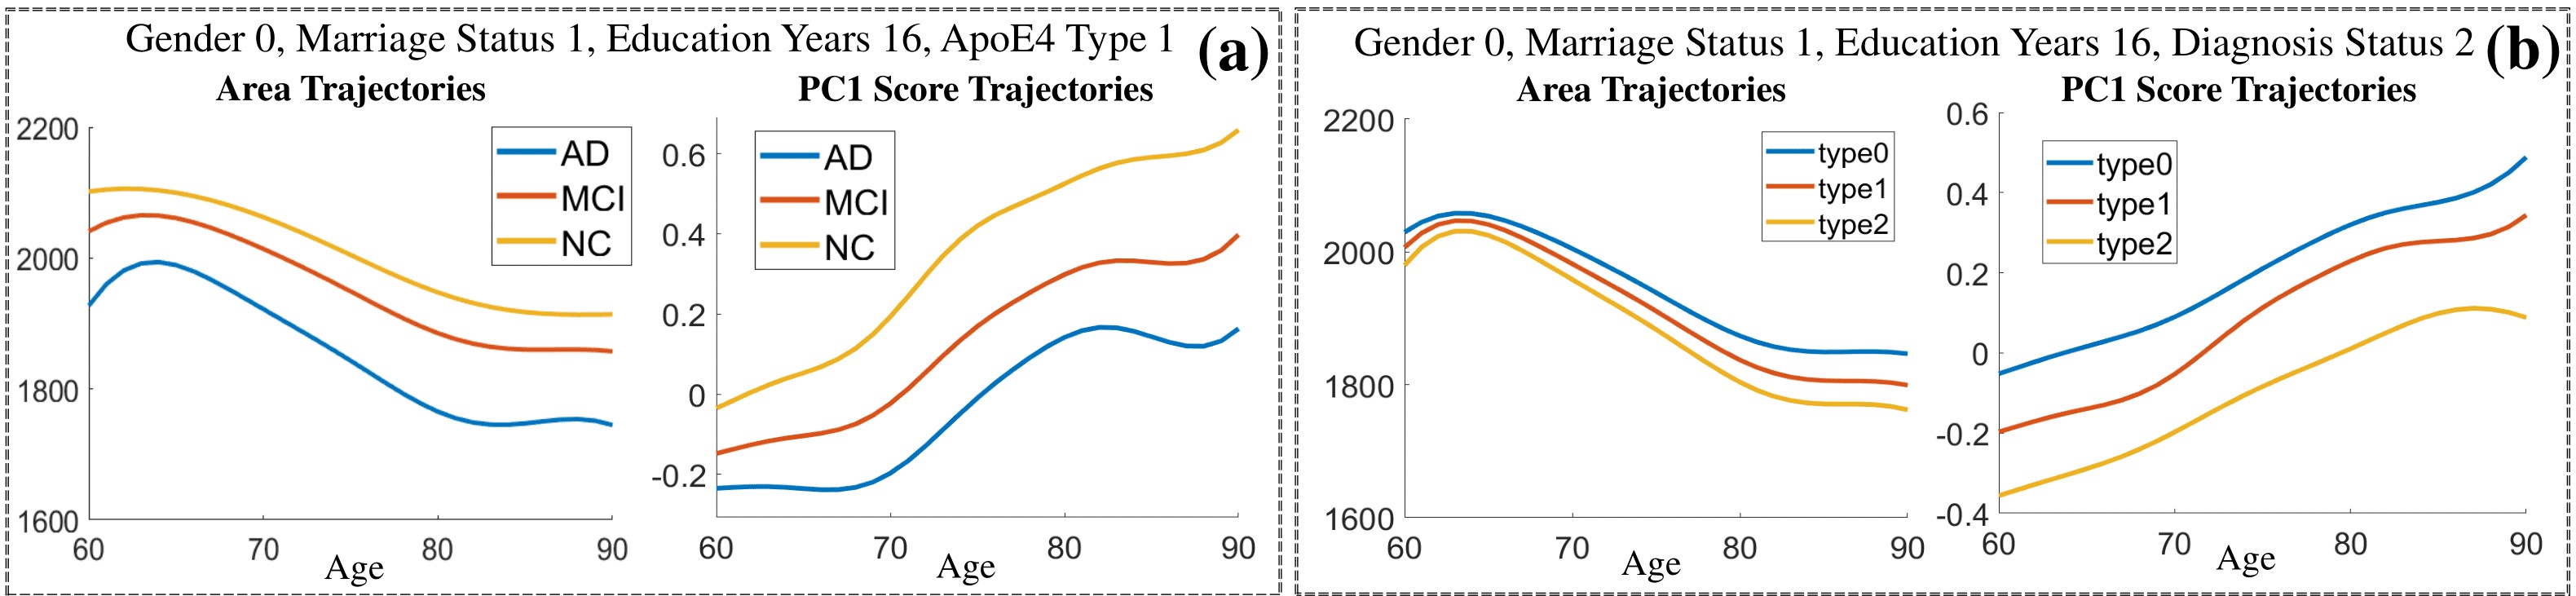 Gender 0, Marriage Status 1, Education Years 16, ApoE4 Type 1 (a)
Area Trajectories
2200
2000
1800
1600
60 70 80 90
Age
AD
MCI
NC
PC1 Score Trajectories
0.6
0.4
0.2
0
-0.2
60 70 80 90
Age
AD
MCI
NC
Gender 0, Marriage Status 1, Education Years 16, Diagnosis Status 2 (b)
Area Trajectories
2200
2000
1800
1600
60 70 80 90
Age
type0
type1
type2
PC1 Score Trajectories
0.6
0.4
0.2
0
-0.2
-0.4
60 70 80 90
Age
type0
type1
type2